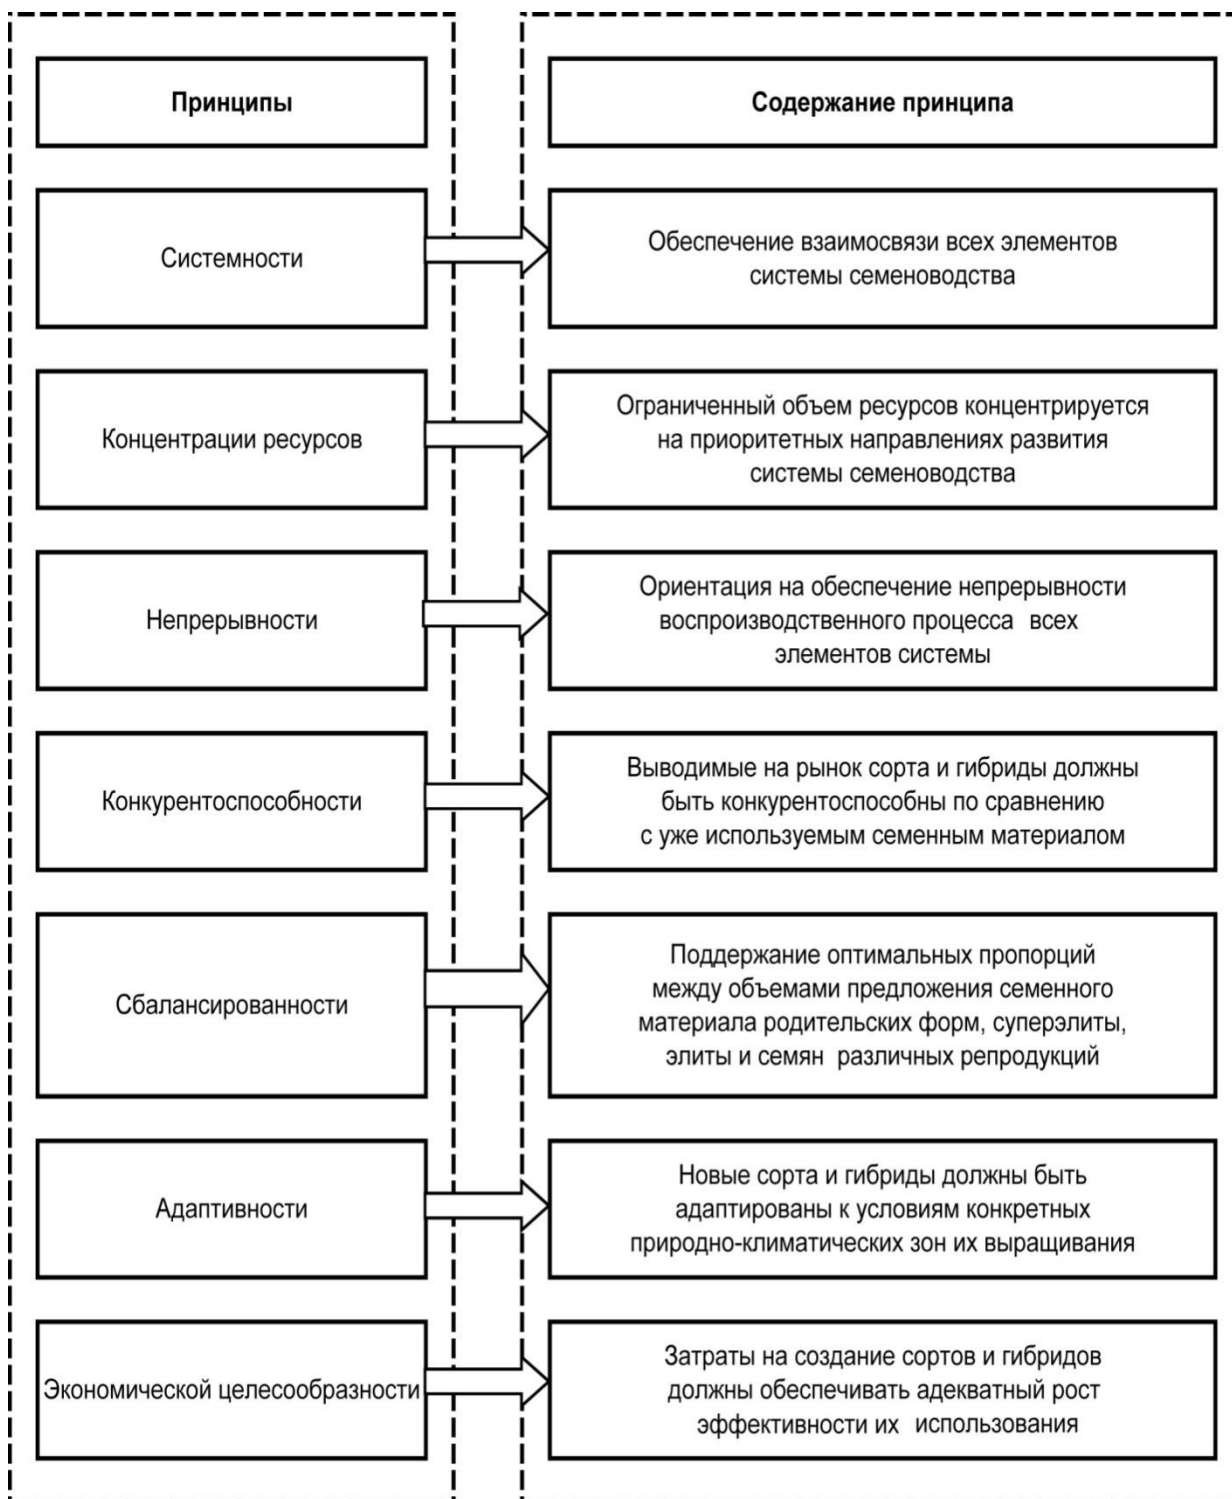 Принципы
Содержание принципа
Системности
Обеспечение взаимосвязи всех элементов
системы семеноводства
Концентрации ресурсов
Ограниченный объем ресурсов концентрируется
на приоритетных направлениях развития
системы семеноводства
Непрерывности
Ориентация на обеспечение непрерывности
воспроизводственного процесса всех
элементов системы
Конкурентоспособности
Выводимые на рынок сорта и гибриды должны
быть конкурентоспособны по сравнению
с уже используемым семенным материалом
Сбалансированности
Поддержание оптимальных пропорций
между объемами предложения семенного
материала родительских форм, суперэлиты,
элиты и семян различных репродукций
Адаптивности
Новые сорта и гибриды должны быть
адаптированы к условиям конкретных
природно-климатических зон их выращивания
Экономической целесообразности
Затраты на создание сортов и гибридов
должны обеспечивать адекватный рост
эффективности их использования